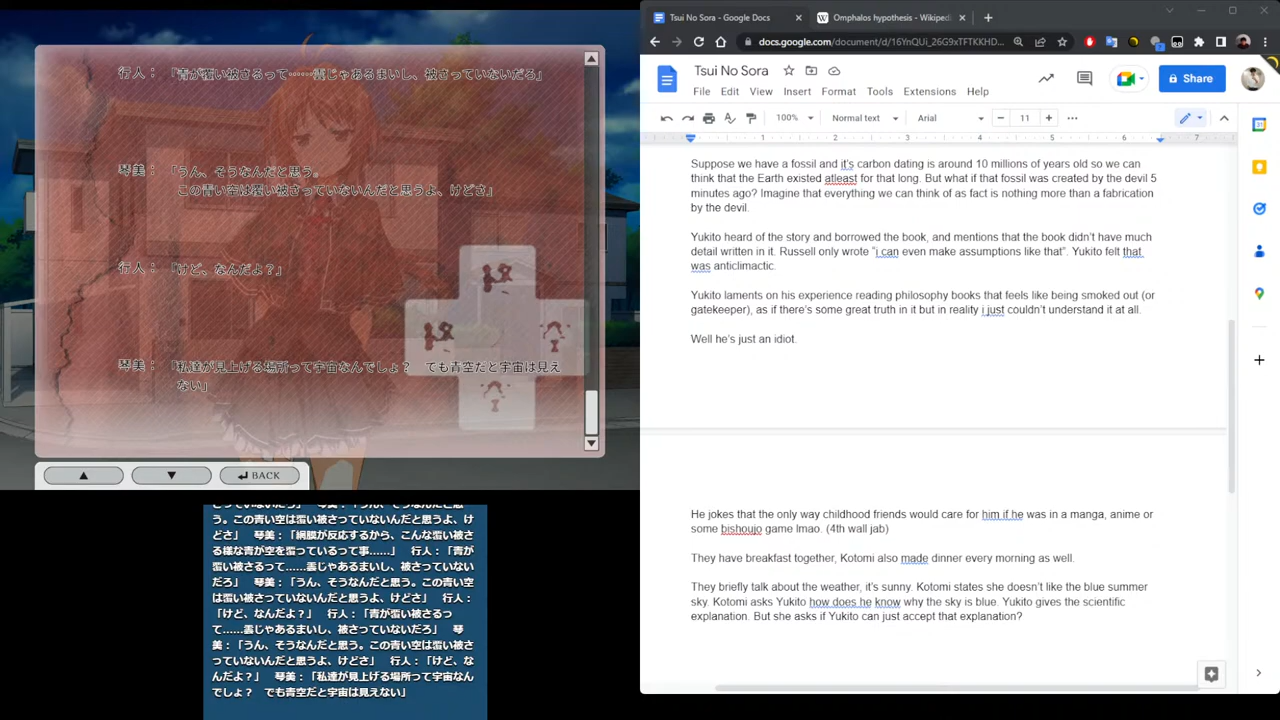 行人：「青が覆い被さるって……雲じゃあるまいし、被さっていないだろ」
琴美：「うん、そうなんだと思う。
この青い空は覆い被さっていないんだと思うよ、けどさ」
行人：「けど、なんだよ？」
琴美：「私達が見上げる場所って宇宙なんでしょ？　でも青空だと宇宙は見え
ない」
BACK
う。この青い空は覆い被さっていないんだと思うよ、け
どさ」　琴美：「網膜が反応するから、こんな覆い被さ
る様な青が空を覆っているって事……」　行人：「青が
覆い被さるって……雲じゃあるまいし、被さっていない
だろ」　琴美：「うん、そうなんだと思う。この青い空
は覆い被さっていないんだと思うよ、けどさ」　行人：
「けど、なんだよ？」　行人：「青が覆い被さるっ
て……雲じゃあるまいし、被さっていないだろ」　琴
美：「うん、そうなんだと思う。この青い空は覆い被さ
っていないんだと思うよ、けどさ」　行人：「けど、な
んだよ？」　琴美：「私達が見上げる場所って宇宙なん
でしょ？　でも青空だと宇宙は見えない」
Tsui No Sora - Google Docs
Omphalos hypothesis - Wikiped
docs.google.com/document/d/16YnQUi_26G9xTFTKKHD...
Tsui No Sora
Share
File Edit View Insert Format Tools Extensions Help
100% Normal text Arial 11
1 2 3 4 5 6 7
Suppose we have a fossil and it's carbon dating is around 10 millions of years old so we can
think that the Earth existed atleast for that long. But what if that fossil was created by the devil 5
minutes ago? Imagine that everything we can think of as fact is nothing more than a fabrication
by the devil.
Yukito heard of the story and borrowed the book, and mentions that the book didn't have much
detail written in it. Russell only wrote "i can even make assumptions like that". Yukito felt that
was anticlimactic.
Yukito laments on his experience reading philosophy books that feels like being smoked out (or
gatekeeper), as if there's some great truth in it but in reality i just couldn't understand it at all.
Well he's just an idiot.
He jokes that the only way childhood friends would care for him if he was in a manga, anime or
some bishoujo game lmao. (4th wall jab)
They have breakfast together, Kotomi also made dinner every morning as well.
They briefly talk about the weather, it's sunny. Kotomi states she doesn't like the blue summer
sky. Kotomi asks Yukito how does he know why the sky is blue. Yukito gives the scientific
explanation. But she asks if Yukito can just accept that explanation?